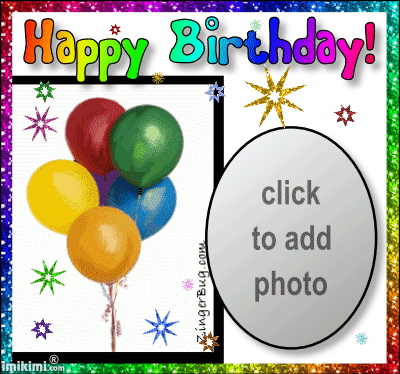 Happy Birthday!
click
to add
photo
ZingerBug.com
imikimi.com®